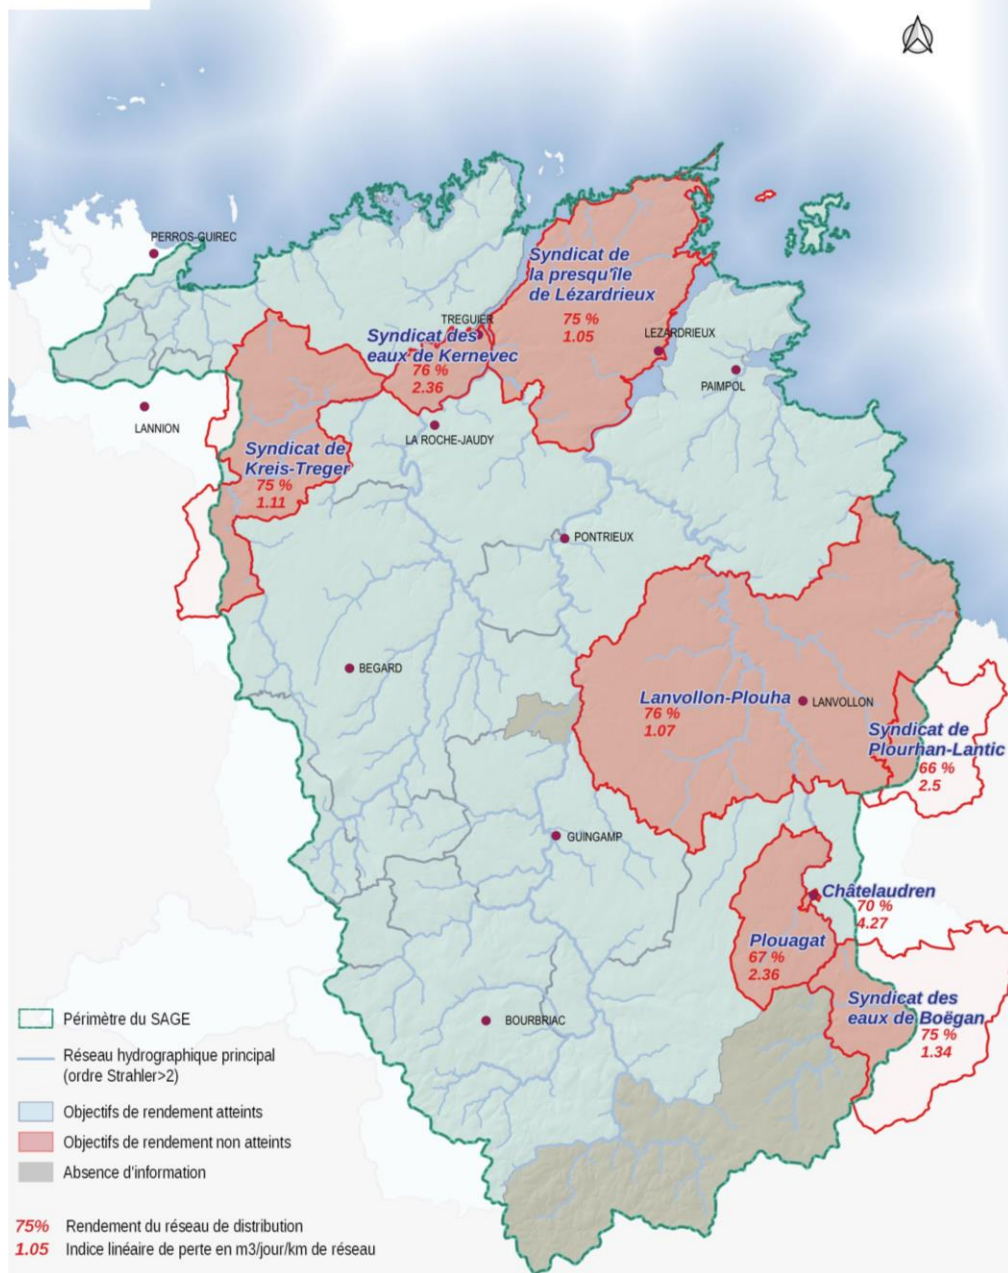 PERROS-GUIREC
Syndicat de
la presqu'île
de Lézardrieux
75 %
1.05
TREGUIER
Syndicat des
eaux de Kernevec
76 %
2.36
LEZARDRIEUX
PAIMPOL
LANNION
LA ROCHE-JAUDY
Syndicat de
Kreis-Treger
75 %
1.11
PONTRIEUX
BEGARD
Lanvollon-Plouha
76 %
1.07
LANVOLLON
Syndicat de
Plourhan-Lantic
66 %
2.5
GUINGAMP
Châtelaudren
70 %
4.27
Plouagat
67 %
2.36
Syndicat des
eaux de Boëgan
75 %
1.34
BOURBRIAC
Périmètre du SAGE
Réseau hydrographique principal
(ordre Strahler>2)
Objectifs de rendement atteints
Objectifs de rendement non atteints
Absence d'information
75% Rendement du réseau de distribution
1.05 Indice linéaire de perte en m3/jour/km de réseau